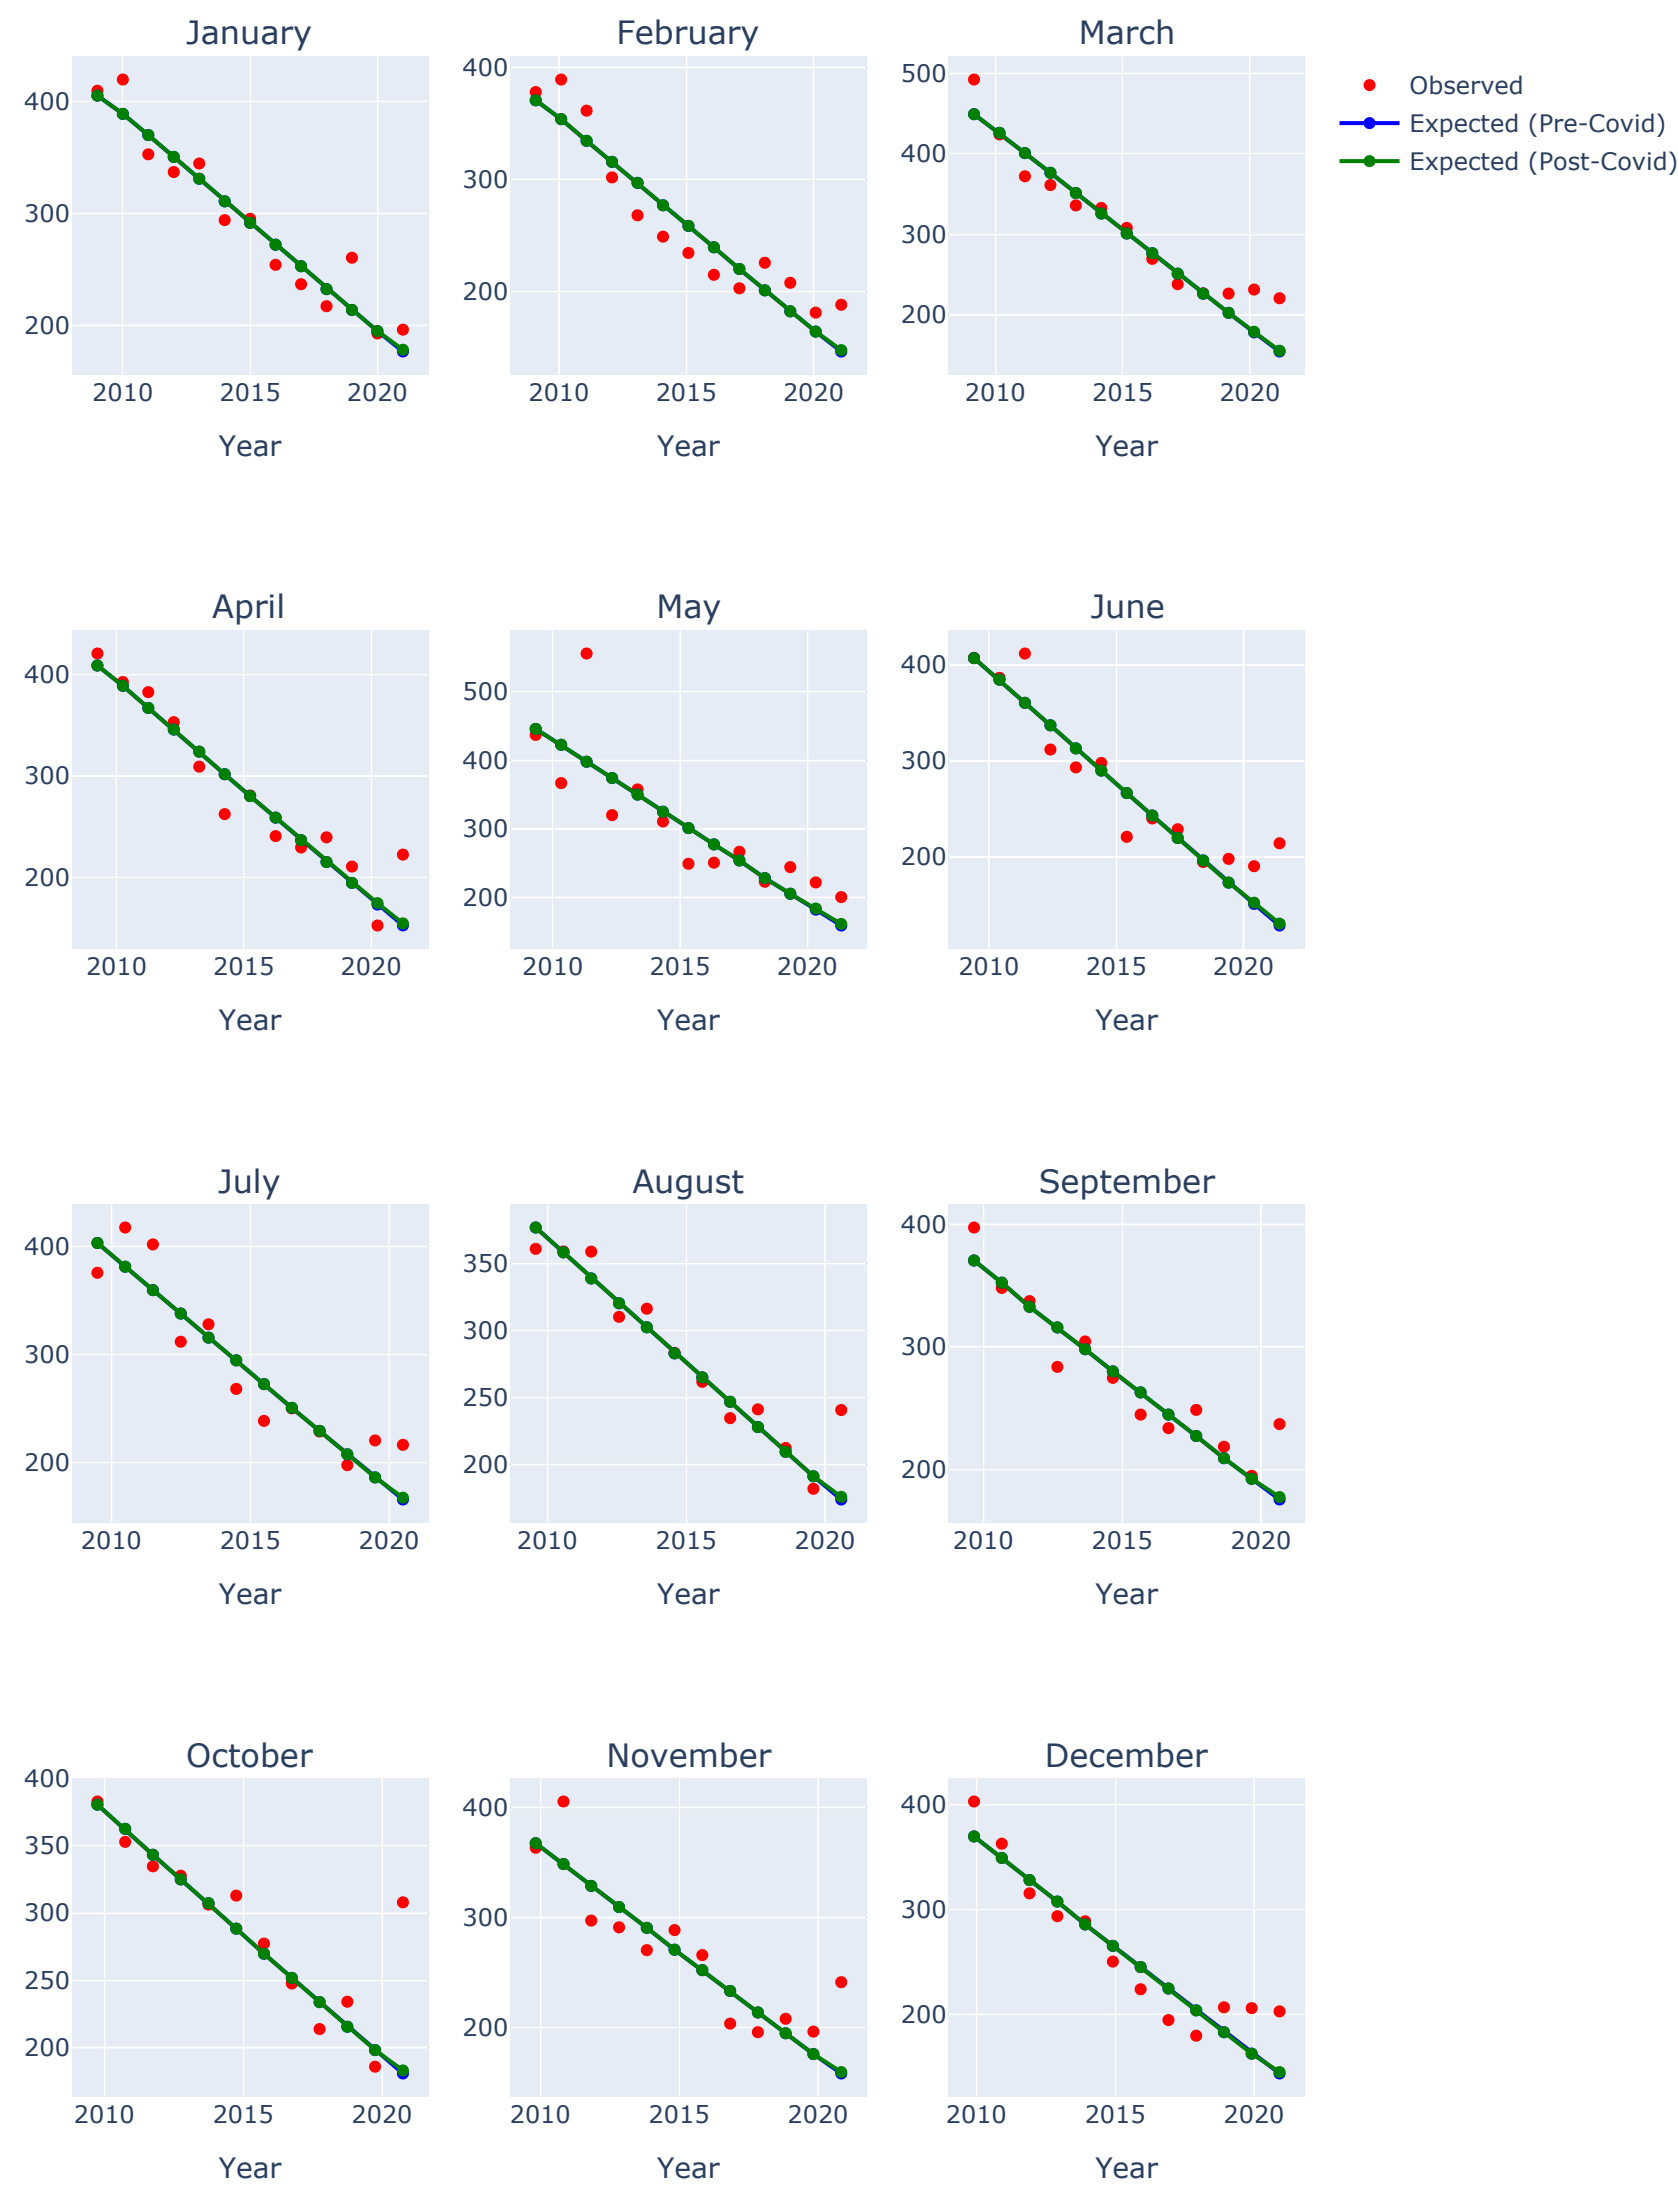 January February March
400
300
200
2010 2015 2020
Year
400
300
200
2010 2015 2020
Year
500
400
300
200
2010 2015 2020
Year
Observed
Expected (Pre-Covid)
Expected (Post-Covid)
April May June
400
300
200
2010 2015 2020
Year
500
400
300
200
2010 2015 2020
Year
400
300
200
2010 2015 2020
Year
July August September
400
300
200
2010 2015 2020
Year
350
300
250
200
2010 2015 2020
Year
400
300
200
2010 2015 2020
Year
October November December
400
350
300
250
200
2010 2015 2020
Year
400
300
200
2010 2015 2020
Year
400
300
200
2010 2015 2020
Year